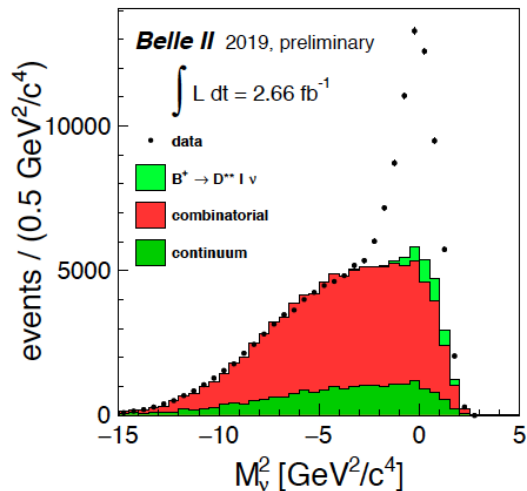 Belle II 2019, preliminary
∫ L dt = 2.66 fb⁻¹
data
B⁺ → D** l ν
combinatorial
continuum
events / (0.5 GeV²/c⁴)
10000
5000
0
-15 -10 -5 0 5
M²ᵥ [GeV²/c⁴]